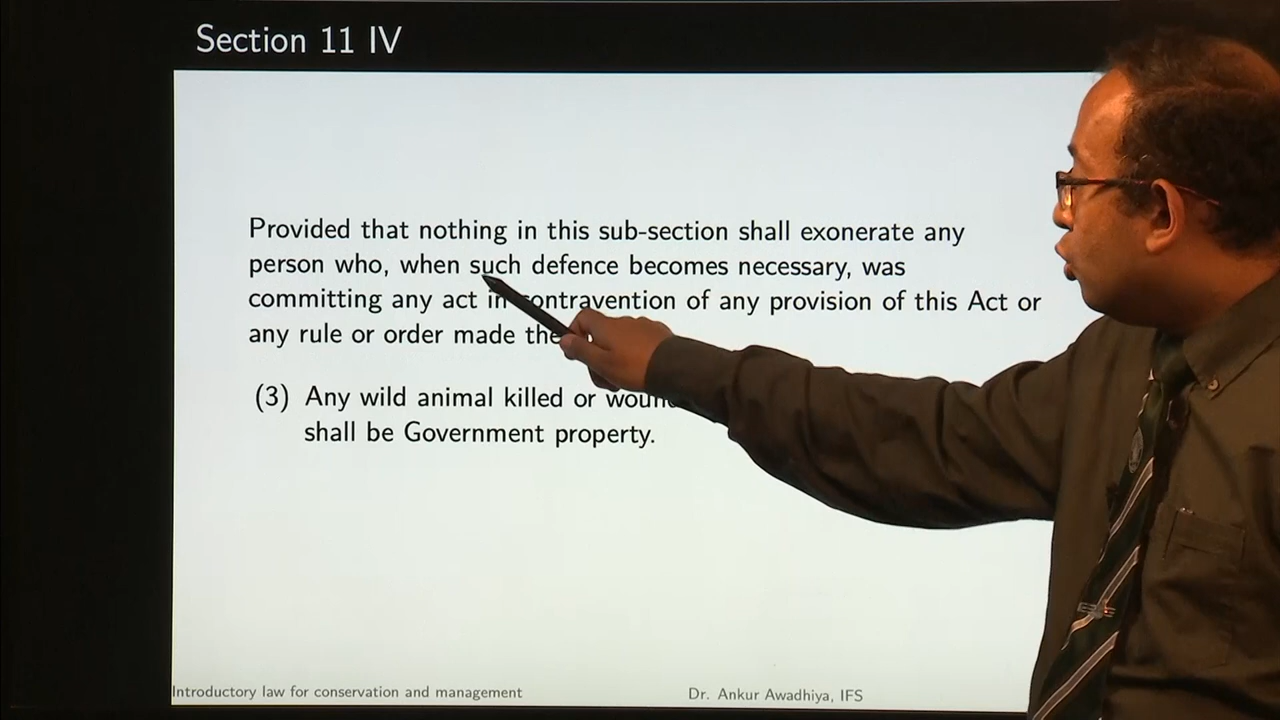 Section 11 IV
Provided that nothing in this sub-section shall exonerate any
person who, when such defence becomes necessary, was
committing any act in contravention of any provision of this Act or
any rule or order made
(3) Any wild animal killed or
shall be Government property.
Introductory law for conservation and management
Dr. Ankur Awadhiya, IFS